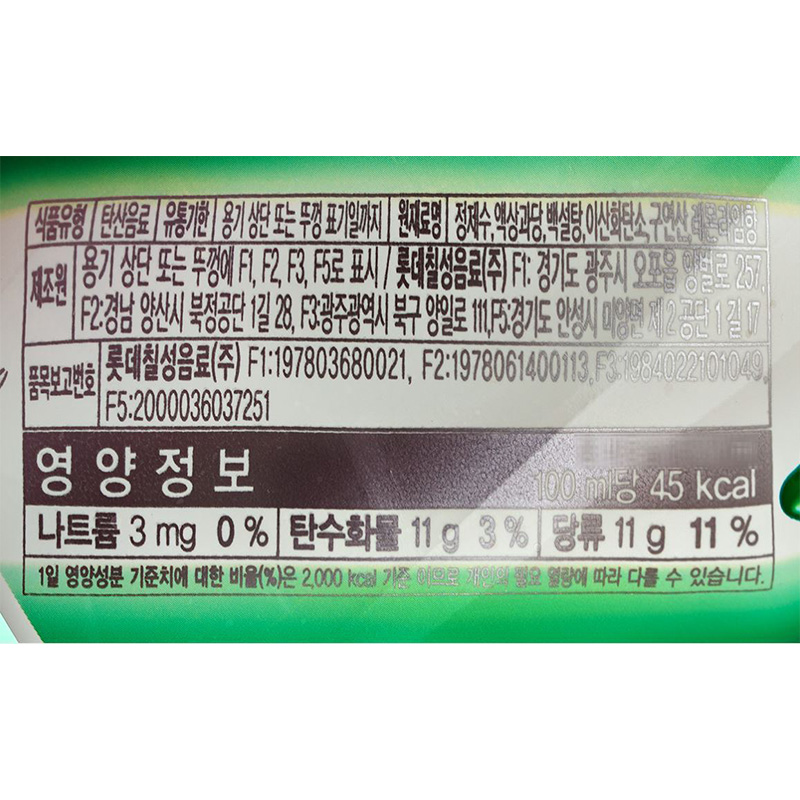 식품유형 탄산음료 유통기한 용기 상단 또는 뚜껑 표기일까지 원재료명 정제수,액상과당,백설탕,이산화탄소,구연산,레몬라임향
제조원 용기 상단 또는 뚜껑에 F1, F2, F3, F5로 표시 / 롯데칠성음료(주) F1: 경기도 광주시 오포읍 양벌로 257,
F2:경남 양산시 북정공단 1길 28, F3:광주광역시 북구 양일로 111,F5:경기도 안성시 미양면 제2공단 1길 17
품목보고번호 롯데칠성음료(주) F1:197803680021, F2:1978061400113, F3:1984022101049,
F5:2000036037251
영양정보 100 ml당 45 kcal
나트륨 3 mg 0 % 탄수화물 11 g 3 % 당류 11 g 11 %
1일 영양성분 기준치에 대한 비율(%)은 2,000 kcal 기준 이므로 개인의 필요 열량에 따라 다를 수 있습니다.